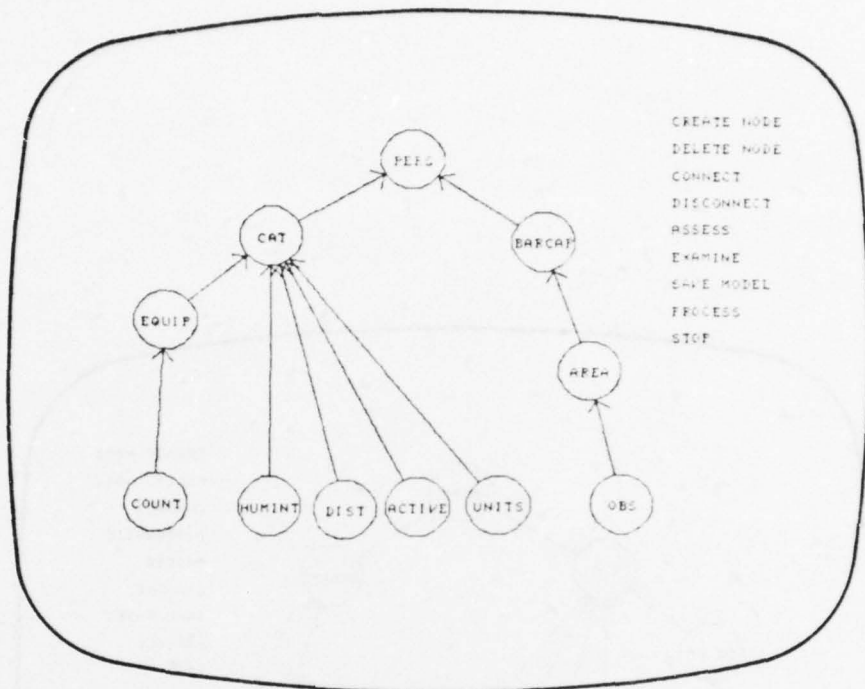 CREATE NODE
DELETE NODE
CONNECT
DISCONNECT
ASSESS
EXAMINE
SAVE MODEL
PROCESS
STOP
PERS
CAT
BARCAP
EQUIP
AREA
COUNT
HUMINT
DIST
ACTIVE
UNITS
OBS